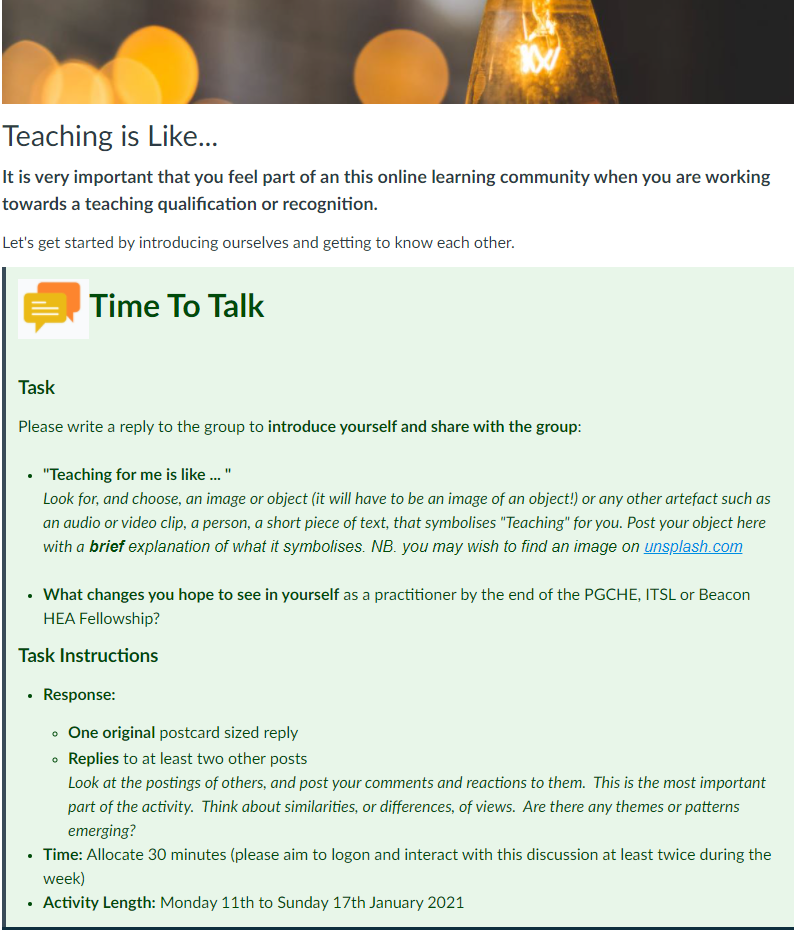 Teaching is Like...
It is very important that you feel part of an this online learning community when you are working
towards a teaching qualification or recognition.
Let's get started by introducing ourselves and getting to know each other.
Time To Talk
Task
Please write a reply to the group to introduce yourself and share with the group:
"Teaching for me is like ... "
Look for, and choose, an image or object (it will have to be an image of an object!) or any other artefact such as
an audio or video clip, a person, a short piece of text, that symbolises "Teaching" for you. Post your object here
with a brief explanation of what it symbolises. NB. you may wish to find an image on unsplash.com
What changes you hope to see in yourself as a practitioner by the end of the PGCHE, ITSL or Beacon
HEA Fellowship?
Task Instructions
Response:
One original postcard sized reply
Replies to at least two other posts
Look at the postings of others, and post your comments and reactions to them.  This is the most important
part of the activity.  Think about similarities, or differences, of views.  Are there any themes or patterns
emerging?
Time: Allocate 30 minutes (please aim to logon and interact with this discussion at least twice during the
week)
Activity Length: Monday 11th to Sunday 17th January 2021